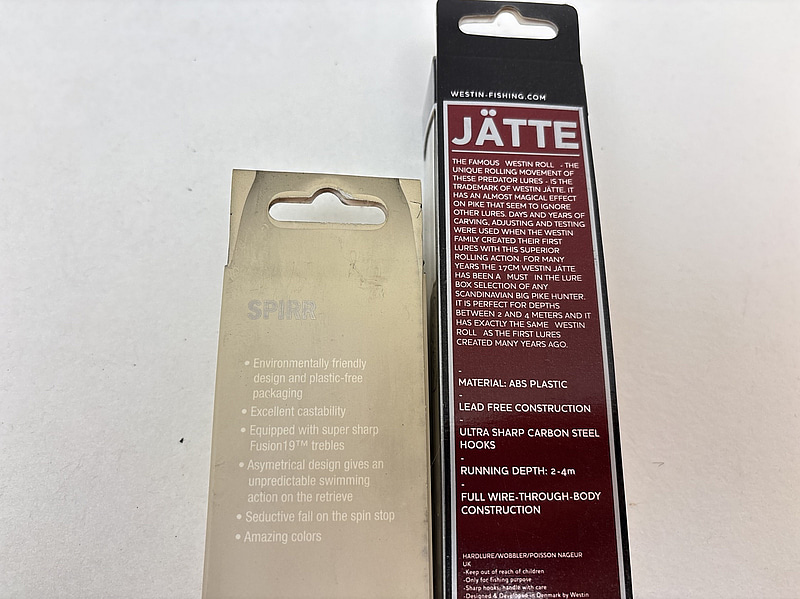 SPiRR
• Environmentally friendly
design and plastic-free
packaging
• Excellent castability
• Equipped with super sharp
Fusion19™ trebles
• Asymetrical design gives an
unpredictable swimming
action on the retrieve
• Seductive fall on the spin stop
• Amazing colors
WESTIN-FISHING.COM
JÄTTE
THE FAMOUS WESTIN ROLL - THE
UNIQUE ROLLING MOVEMENT OF
THESE PREDATOR LURES - IS THE
TRADEMARK OF WESTIN JÄTTE. IT
HAS AN ALMOST MAGICAL EFFECT
ON PIKE THAT SEEM TO IGNORE
OTHER LURES. DAYS AND YEARS OF
CARVING, ADJUSTING AND TESTING
WERE USED WHEN THE WESTIN
FAMILY CREATED THEIR FIRST
LURES WITH THIS SUPERIOR
ROLLING ACTION. FOR MANY
YEARS THE 17CM WESTIN JÄTTE
HAS BEEN A MUST IN THE LURE
BOX SELECTION OF ANY
SCANDINAVIAN BIG PIKE HUNTER.
IT IS PERFECT FOR DEPTHS
BETWEEN 2 AND 4 METERS AND IT
HAS EXACTLY THE SAME WESTIN
ROLL AS THE FIRST LURES
CREATED MANY YEARS AGO.
-
MATERIAL: ABS PLASTIC
-
LEAD FREE CONSTRUCTION
-
ULTRA SHARP CARBON STEEL
HOOKS
-
RUNNING DEPTH: 2-4m
-
FULL WIRE-THROUGH-BODY
CONSTRUCTION
HARDLURE/WOBBLER/POISSON NAGEUR
UK
-Keep out of reach of children
-Only for fishing purpose
-Sharp hooks, handle with care
-Designed & Developed in Denmark by Westin